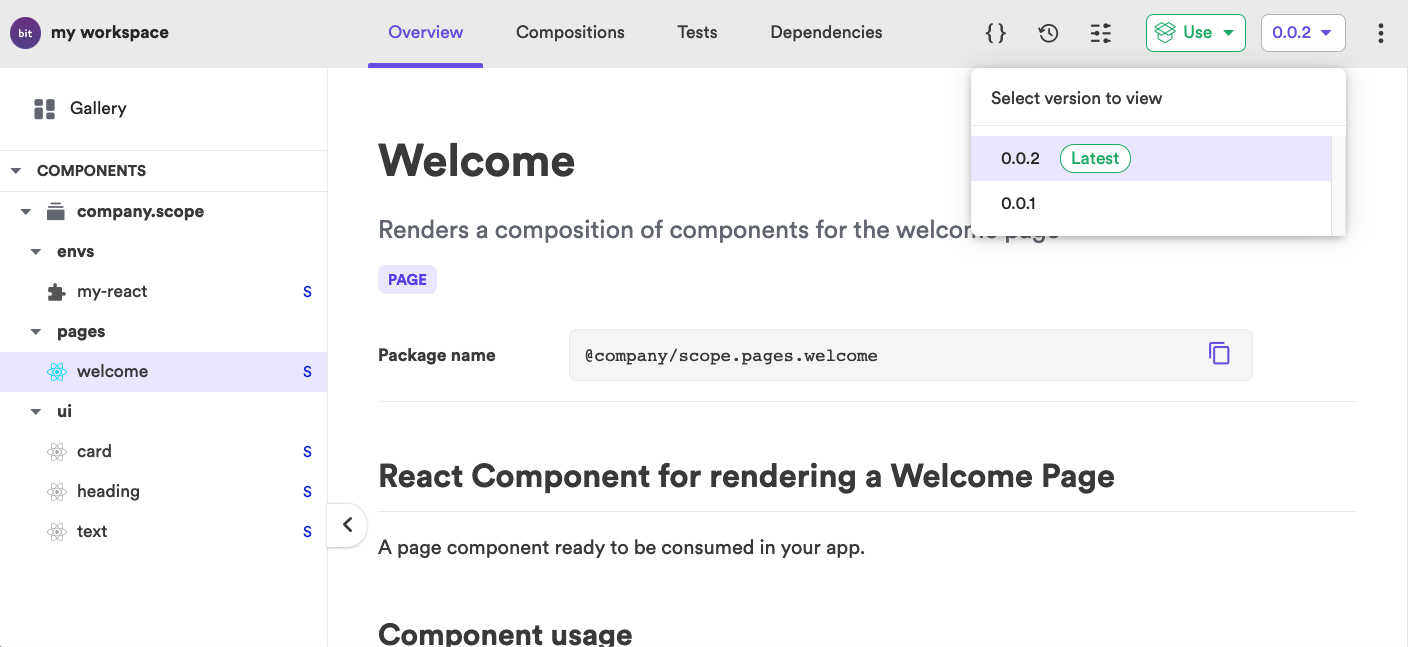 bit my workspace
Overview Compositions Tests Dependencies
{} Use 0.0.2
Select version to view
0.0.2 Latest
0.0.1
Gallery
COMPONENTS
company.scope
envs
my-react S
pages
welcome S
ui
card S
heading S
text S
Welcome
Renders a composition of components for the welcome page
PAGE
Package name @company/scope.pages.welcome
React Component for rendering a Welcome Page
A page component ready to be consumed in your app.
Component usage